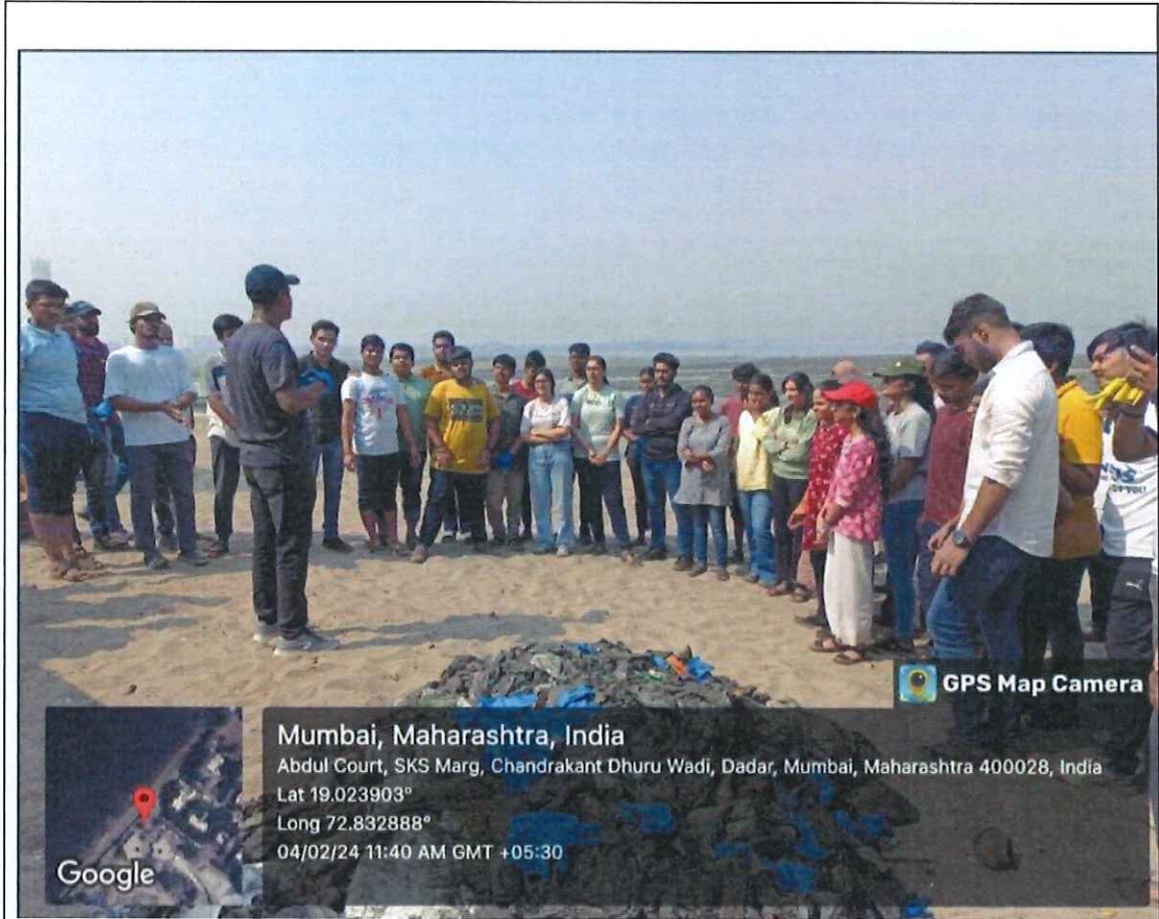 GPS Map Camera
Mumbai, Maharashtra, India
Abdul Court, SKS Marg, Chandrakant Dhuru Wadi, Dadar, Mumbai, Maharashtra 400028, India
Lat 19.023903°
Long 72.832888°
04/02/24 11:40 AM GMT +05:30
Google